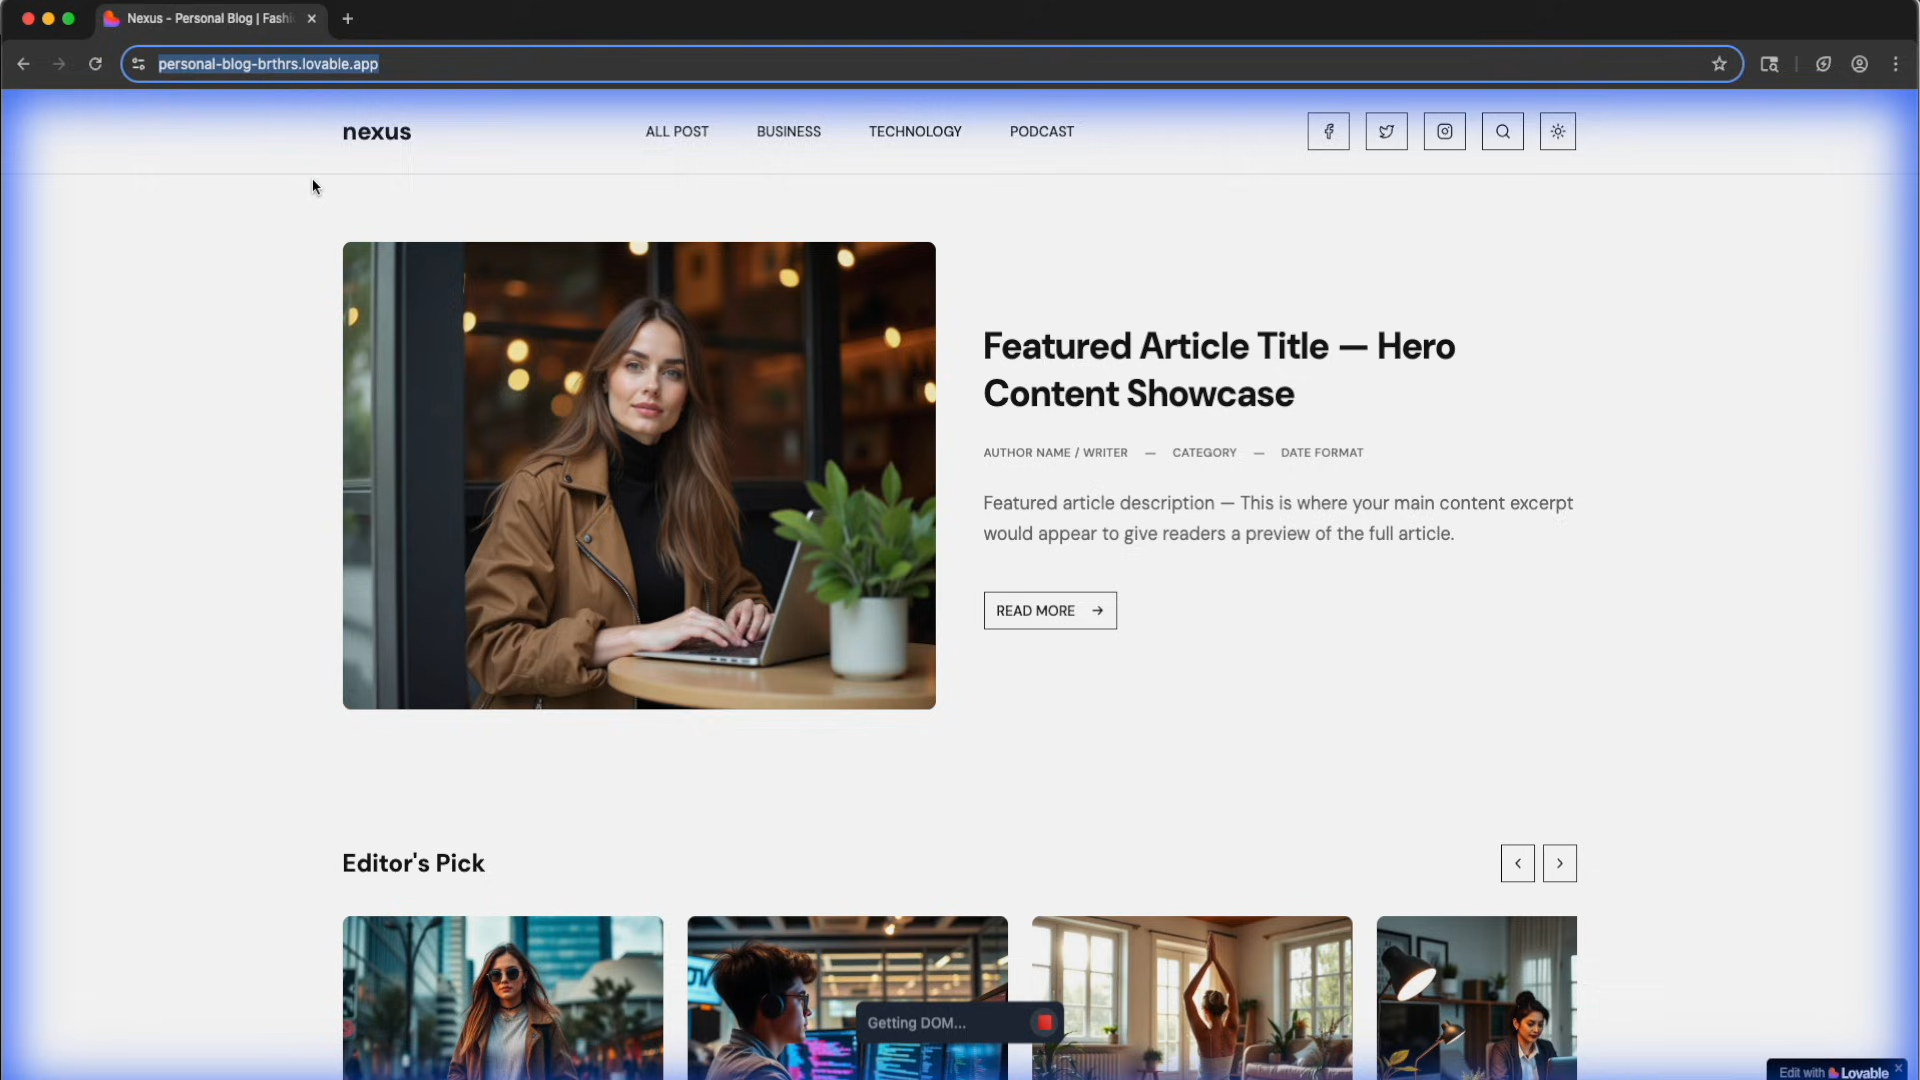 Nexus - Personal Blog | Fashi
personal-blog-brthrs.lovable.app
nexus
ALL POST
BUSINESS
TECHNOLOGY
PODCAST
Featured Article Title — Hero
Content Showcase
AUTHOR NAME / WRITER — CATEGORY — DATE FORMAT
Featured article description — This is where your main content excerpt
would appear to give readers a preview of the full article.
READ MORE →
Editor's Pick
Getting DOM...
Edit with Lovable